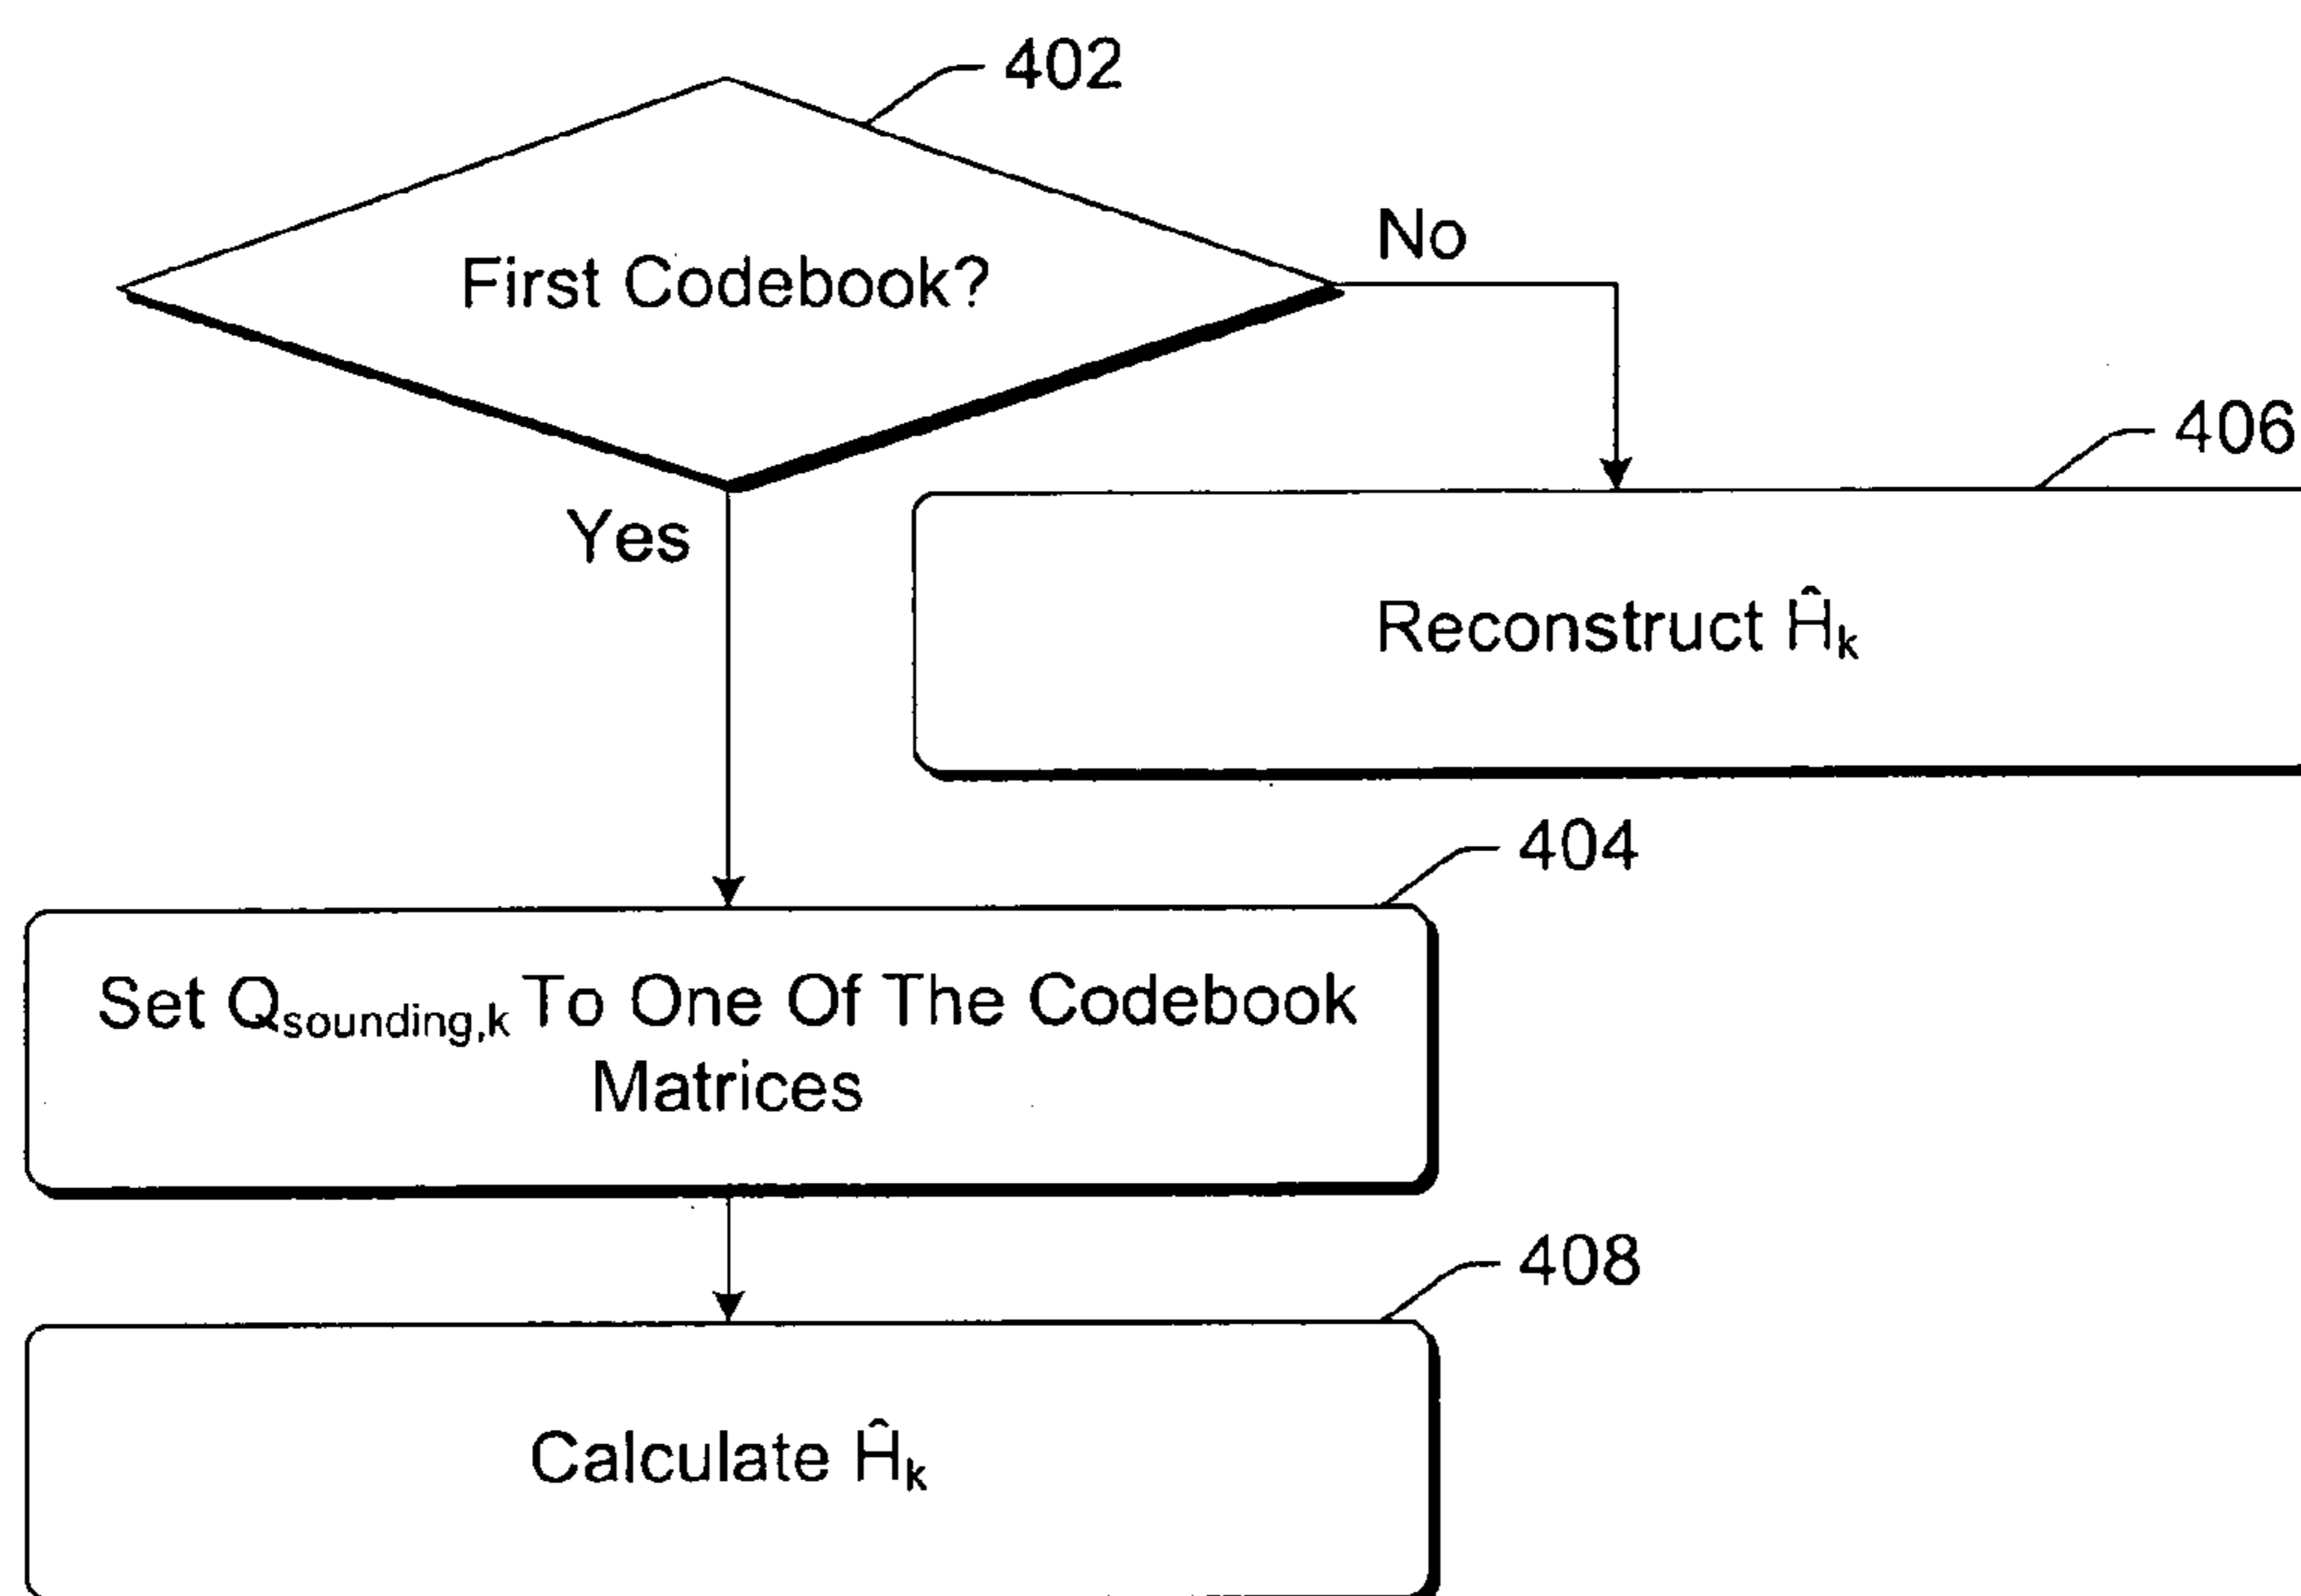 402
First Codebook?
No
Yes
406
Reconstruct Ĥk
404
Set Qsounding,k To One Of The Codebook
Matrices
408
Calculate Ĥk